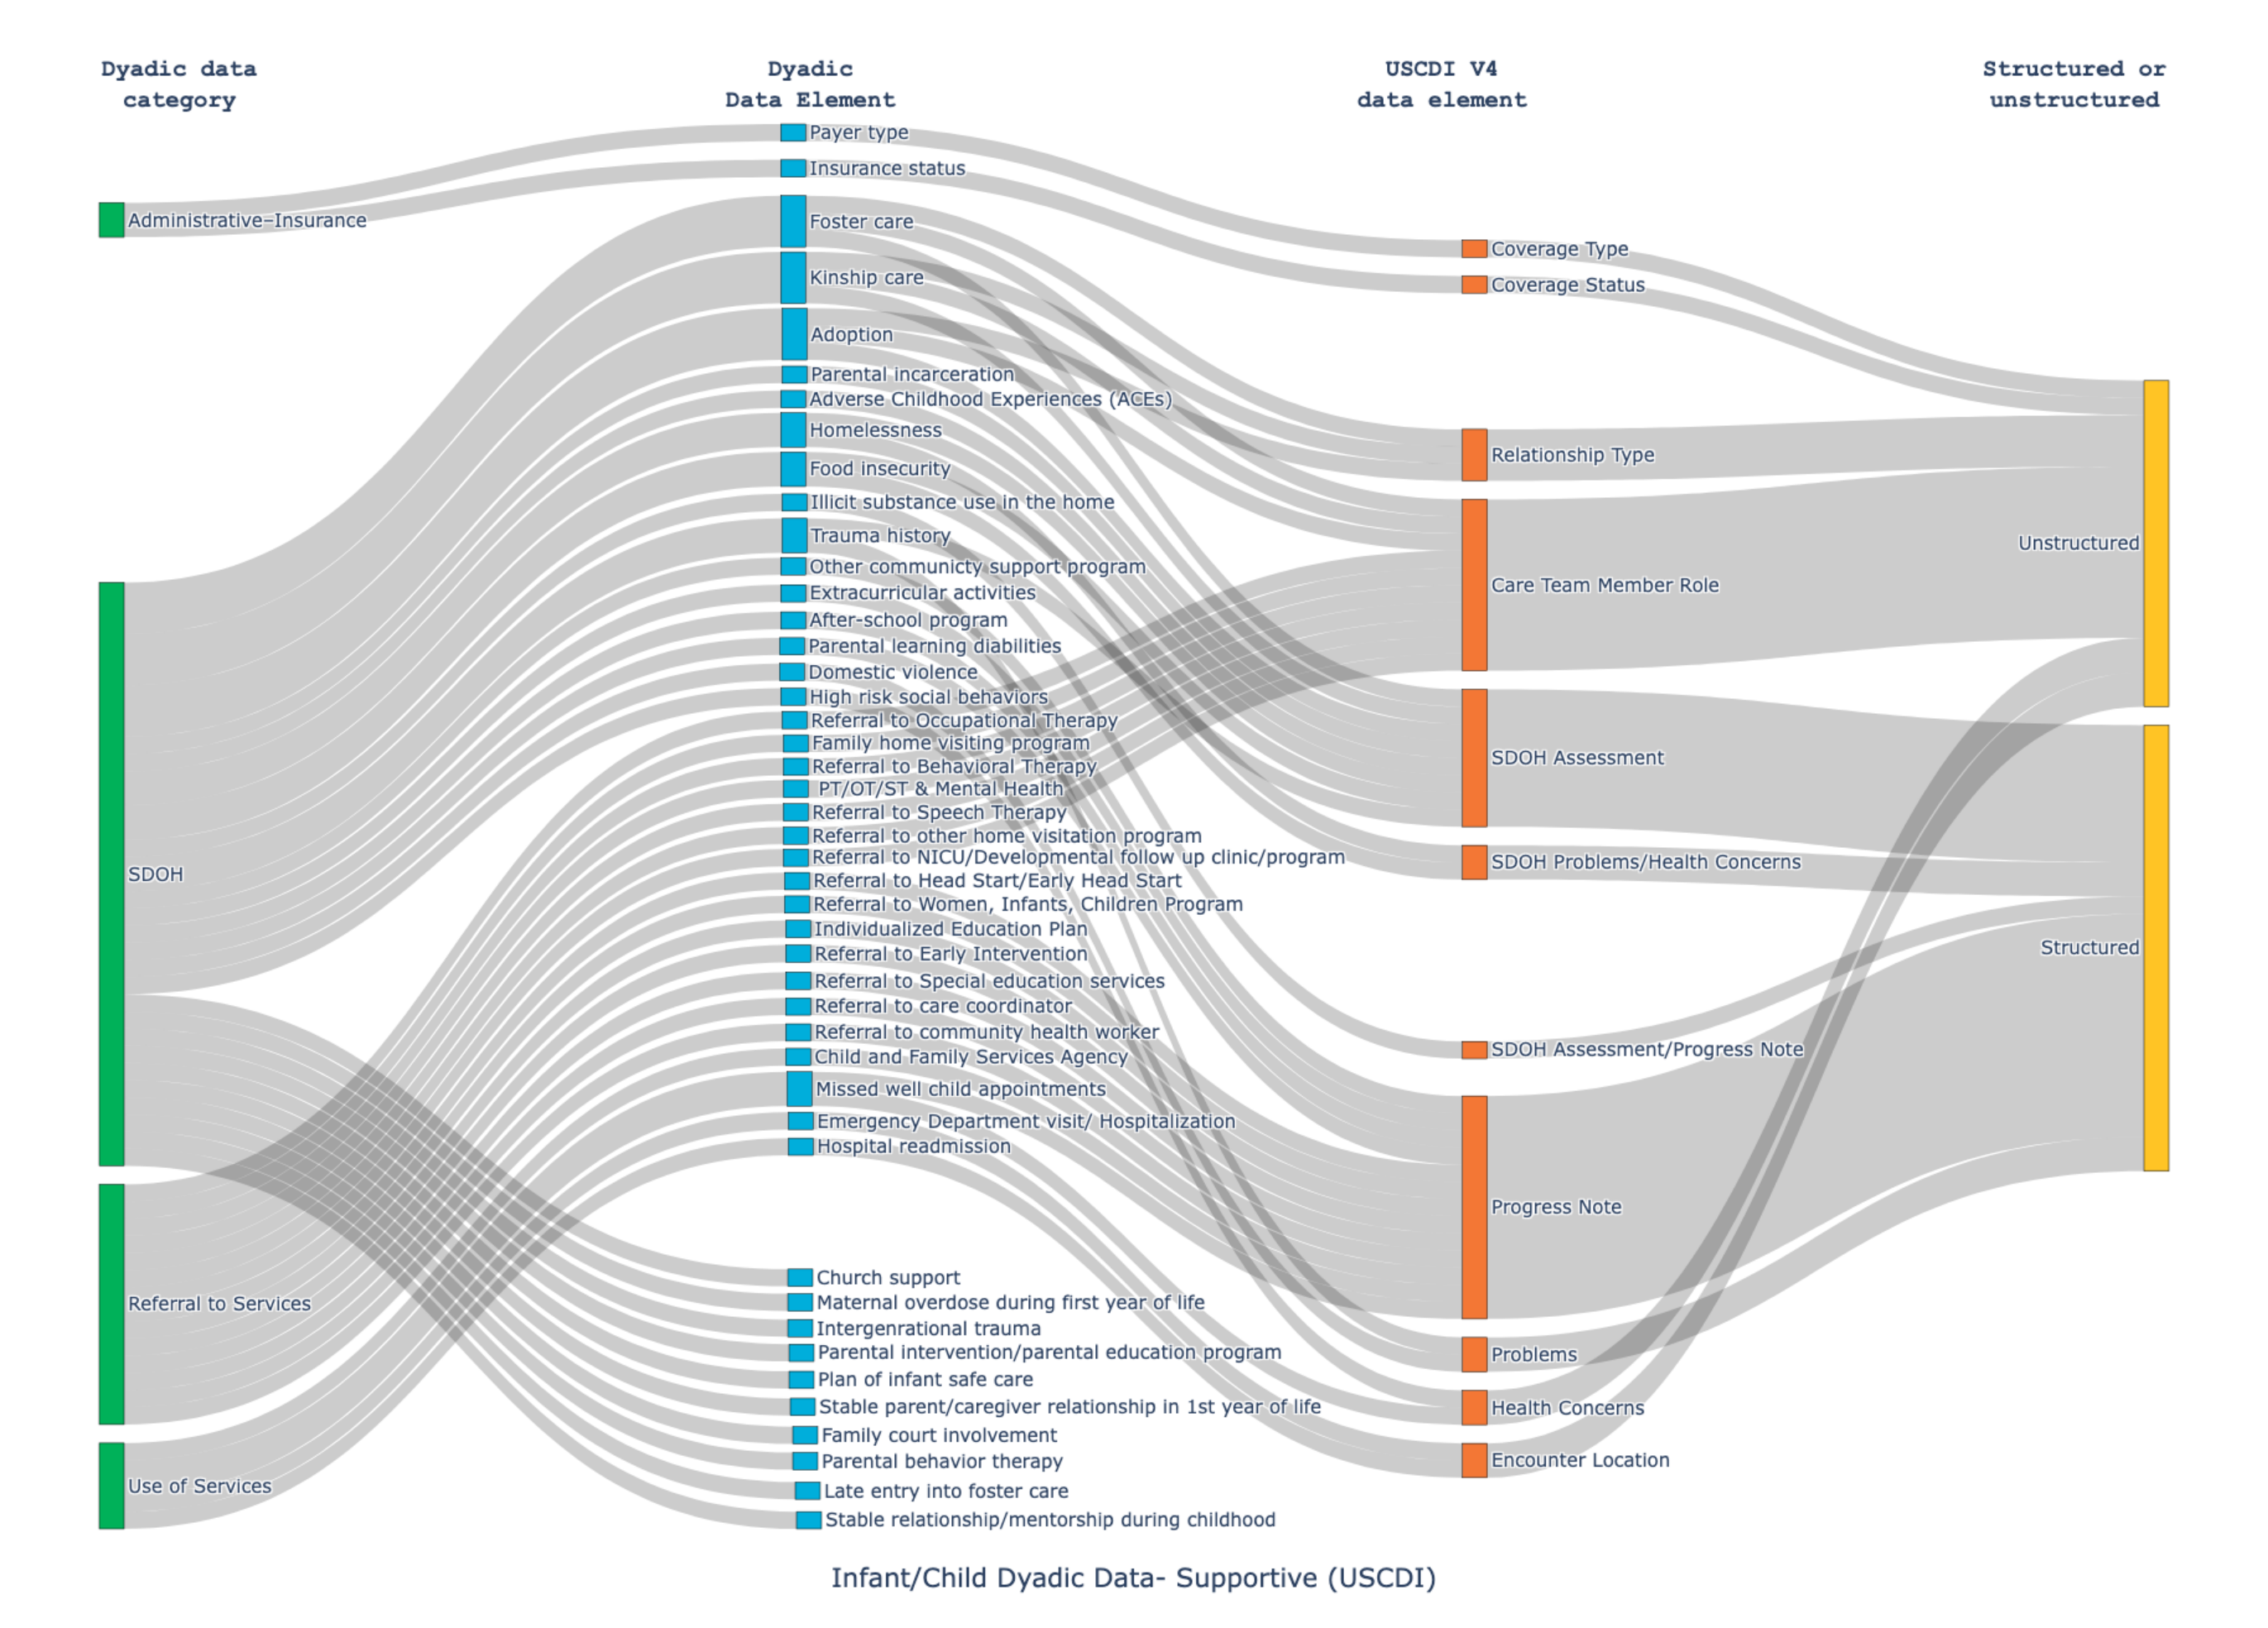 Dyadic data
category
Dyadic
Data Element
USCDI V4
data element
Structured or
unstructured
Administrative–Insurance
SDOH
Referral to Services
Use of Services
Payer type
Insurance status
Foster care
Kinship care
Adoption
Parental incarceration
Adverse Childhood Experiences (ACEs)
Homelessness
Food insecurity
Illicit substance use in the home
Trauma history
Other communicty support program
Extracurricular activities
After-school program
Parental learning diabilities
Domestic violence
High risk social behaviors
Referral to Occupational Therapy
Family home visiting program
Referral to Behavioral Therapy
PT/OT/ST & Mental Health
Referral to Speech Therapy
Referral to other home visitation program
Referral to NICU/Developmental follow up clinic/program
Referral to Head Start/Early Head Start
Referral to Women, Infants, Children Program
Individualized Education Plan
Referral to Early Intervention
Referral to Special education services
Referral to care coordinator
Referral to community health worker
Child and Family Services Agency
Missed well child appointments
Emergency Department visit/ Hospitalization
Hospital readmission
Church support
Maternal overdose during first year of life
Intergenrational trauma
Parental intervention/parental education program
Plan of infant safe care
Stable parent/caregiver relationship in 1st year of life
Family court involvement
Parental behavior therapy
Late entry into foster care
Stable relationship/mentorship during childhood
Coverage Type
Coverage Status
Relationship Type
Care Team Member Role
SDOH Assessment
SDOH Problems/Health Concerns
SDOH Assessment/Progress Note
Progress Note
Problems
Health Concerns
Encounter Location
Unstructured
Structured
Infant/Child Dyadic Data- Supportive (USCDI)